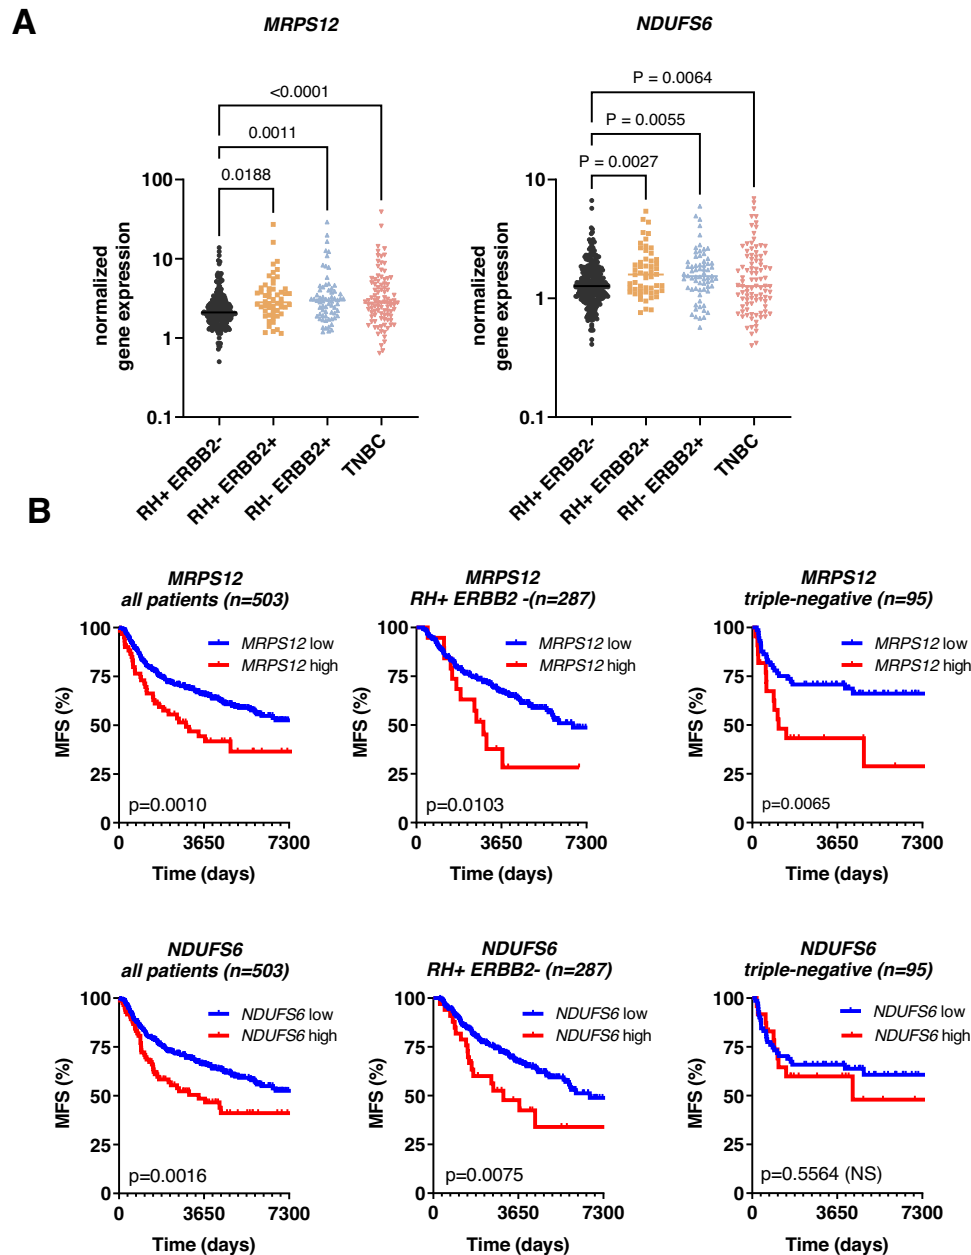 A
MRPS12
NDUFS6
<0.0001
0.0011
0.0188
P = 0.0064
P = 0.0055
P = 0.0027
normalized
gene expression
100
10
1
0.1
RH+ ERBB2-
RH+ ERBB2+
RH- ERBB2+
TNBC
normalized
gene expression
10
1
0.1
RH+ ERBB2-
RH+ ERBB2+
RH- ERBB2+
TNBC
B
MRPS12
all patients (n=503)
MRPS12 low
MRPS12 high
MFS (%)
100
75
50
25
0
p=0.0010
0 3650 7300
Time (days)
MRPS12
RH+ ERBB2 -(n=287)
MRPS12 low
MRPS12 high
MFS (%)
100
75
50
25
0
p=0.0103
0 3650 7300
Time (days)
MRPS12
triple-negative (n=95)
MRPS12 low
MRPS12 high
MFS (%)
100
75
50
25
0
p=0.0065
0 3650 7300
Time (days)
NDUFS6
all patients (n=503)
NDUFS6 low
NDUFS6 high
MFS (%)
100
75
50
25
0
p=0.0016
0 3650 7300
Time (days)
NDUFS6
RH+ ERBB2- (n=287)
NDUFS6 low
NDUFS6 high
MFS (%)
100
75
50
25
0
p=0.0075
0 3650 7300
Time (days)
NDUFS6
triple-negative (n=95)
NDUFS6 low
NDUFS6 high
MFS (%)
100
75
50
25
0
p=0.5564 (NS)
0 3650 7300
Time (days)